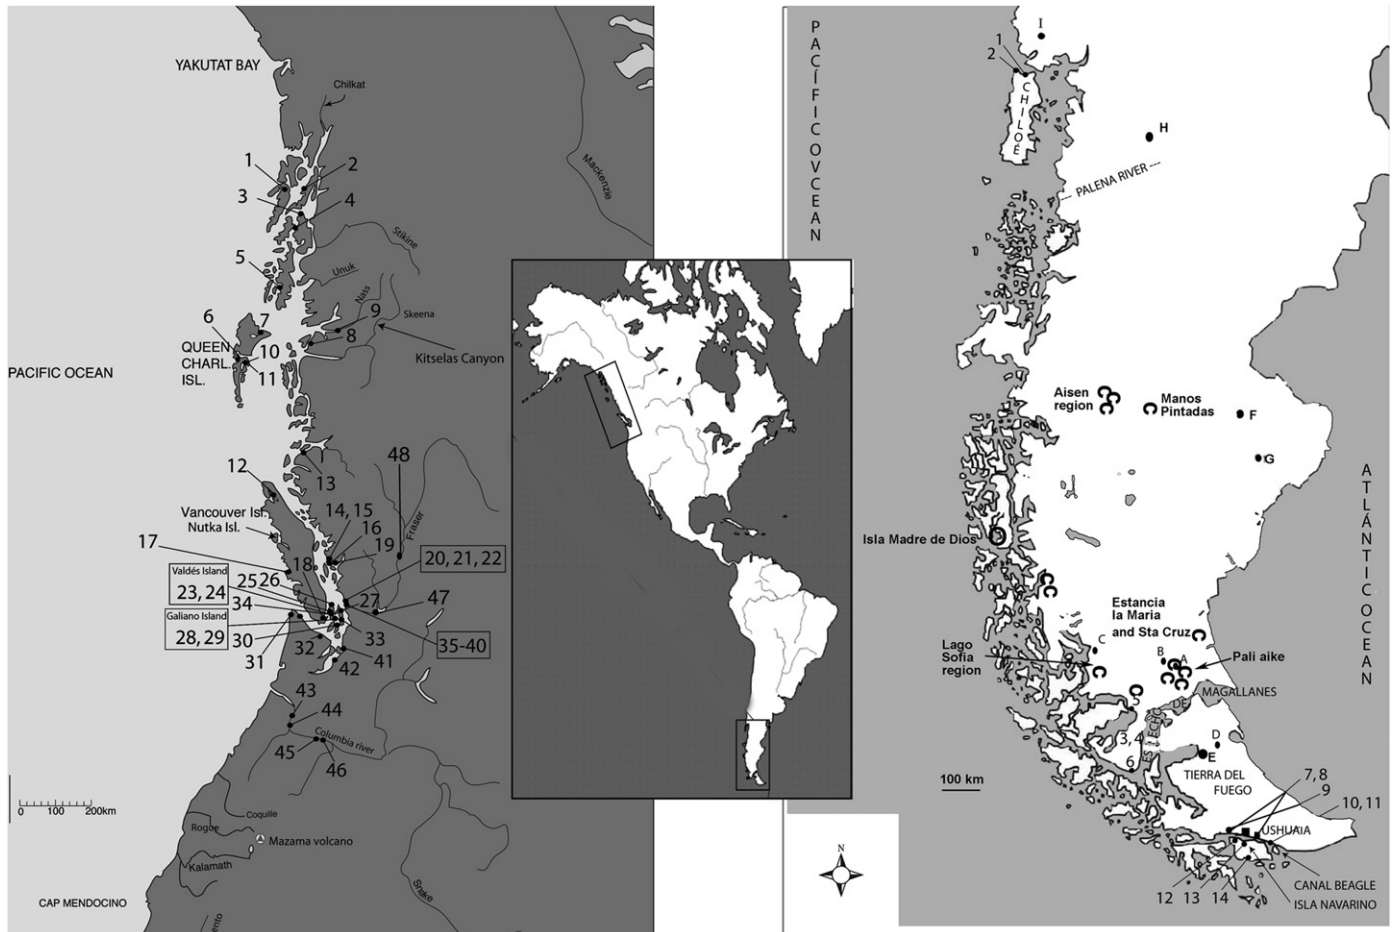 YAKUTAT BAY
Chilkat
Mackenzie
1
2
3
4
Stikine
5
Unuk
Nass
Skeena
6
7
9
8
Kitselas Canyon
QUEEN
CHARL.
ISL.
10
11
PACIFIC OCEAN
12
13
48
Vancouver Isl.
Nutka Isl.
14, 15
16
19
Fraser
17
18
20, 21, 22
Valdés Island
23, 24
25
26
27
47
34
Galiano Island
28, 29
30
31
32
33
35-40
41
42
43
44
45
46
Columbia river
0
100
200km
Coquille
Rogue
Mazama volcano
Kalamath
Snake
CAP MENDOCINO
ento
N
PACÍFICOVCEAN
I
1
2
CHILOÉ
H
--- PALENA RIVER ---
Aisen
region
C
C
C
C
Manos
Pintadas
F
G
Isla Madre de Dios
C
C
C
ATLÁNTIC OCEAN
Estancia
la Maria
and Sta Cruz
C
Lago
Sofia
region
C
C
B
A
C
C
C
C
Pali aike
C
MAGALLANES
DE
ESTECHO
3, 4
5
6
D
E
100 km
TIERRA DEL
FUEGO
7, 8
9
10, 11
USHUAIA
12
13
14
CANAL BEAGLE
ISLA NAVARINO